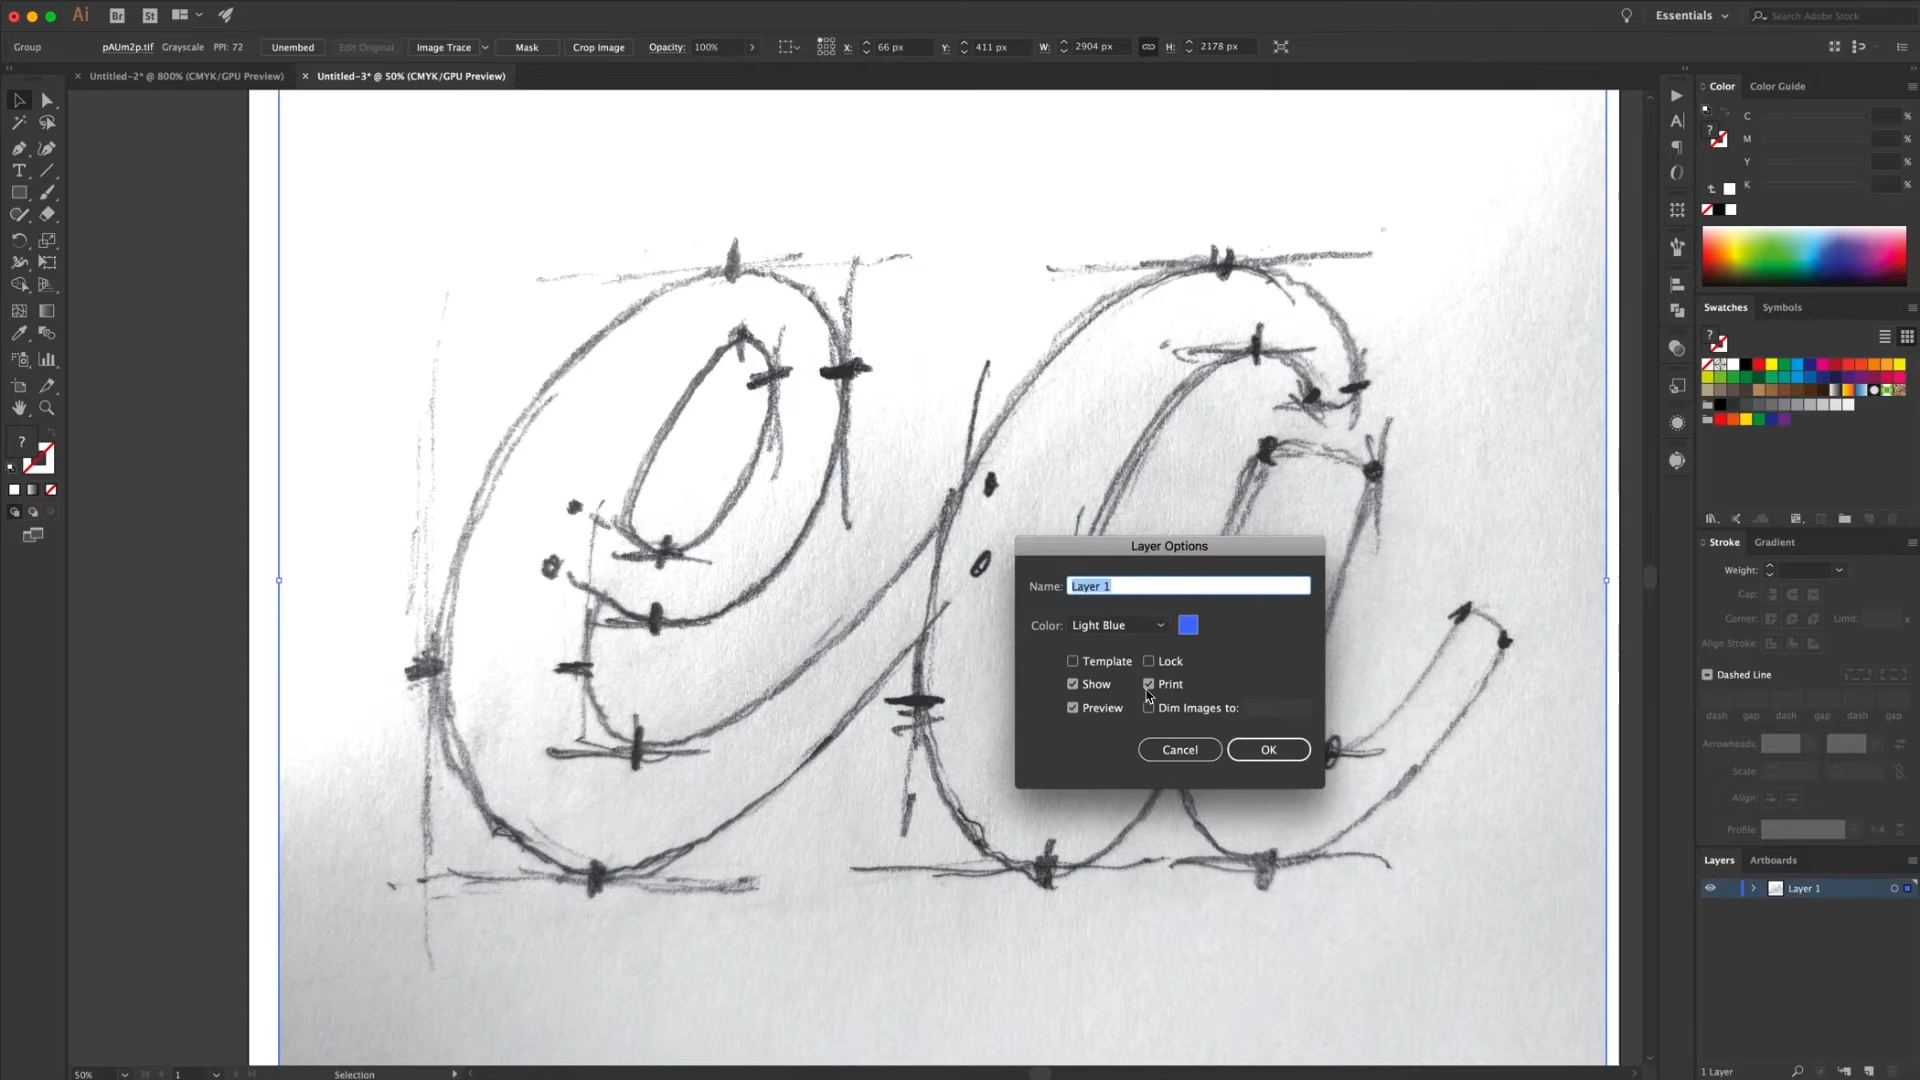 Ai Br St Essentials Search Adobe Stock
Group pAUm2p.tif Grayscale PPI: 72 Unembed Edit Original Image Trace Mask Crop Image Opacity: 100% X: 66 px Y: 411 px W: 2904 px H: 2178 px
× Untitled-2* @ 800% (CMYK/GPU Preview) × Untitled-3* @ 50% (CMYK/GPU Preview)
Color Color Guide
C %
M %
Y %
K %
Swatches Symbols
Stroke Gradient
Weight:
Cap:
Corner: Limit: x
Align Stroke:
Dashed Line
dash gap dash gap dash gap
Arrowheads:
Scale:
Align:
Profile:
Layers Artboards
Layer 1
1 Layer
Layer Options
Name: Layer 1
Color: Light Blue
Template Lock
Show Print
Preview Dim Images to:
Cancel OK
50% 1 Selection